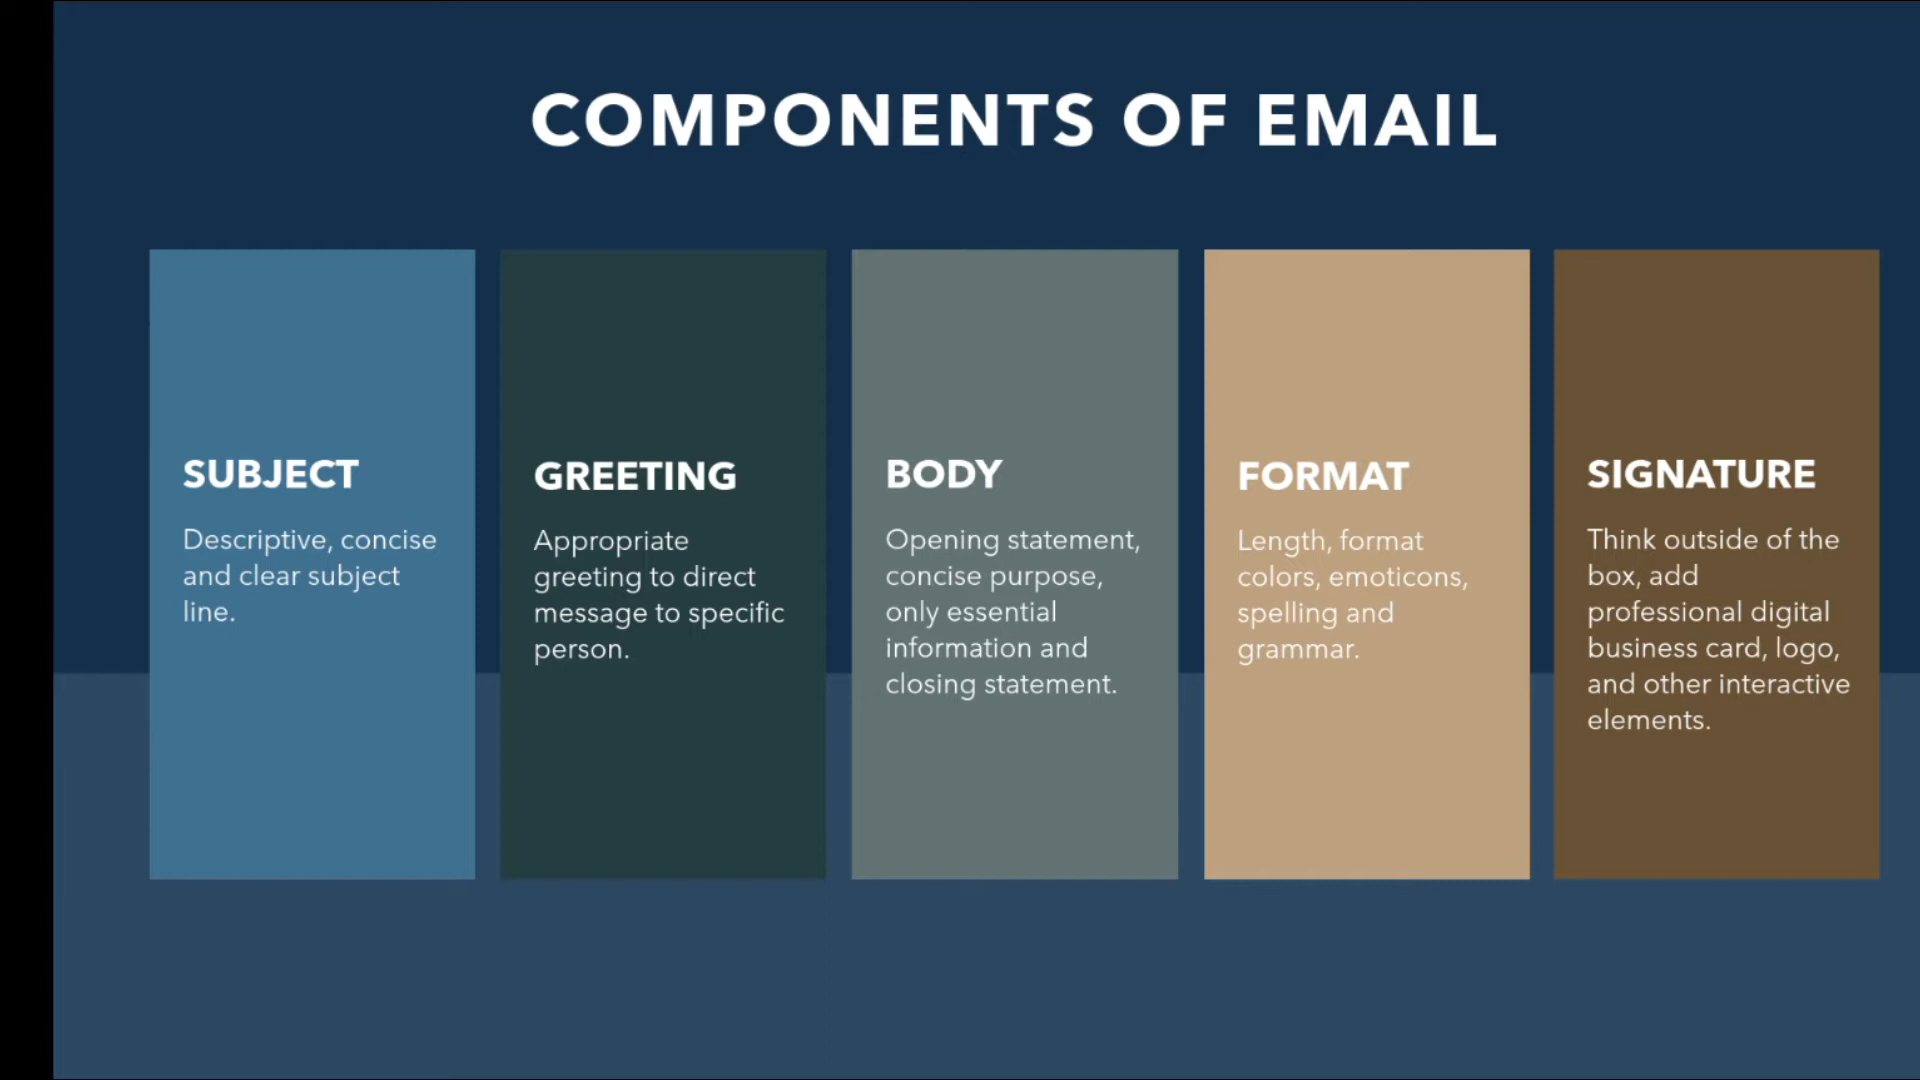 COMPONENTS OF EMAIL
SUBJECT
Descriptive, concise
and clear subject
line.
GREETING
Appropriate
greeting to direct
message to specific
person.
BODY
Opening statement,
concise purpose,
only essential
information and
closing statement.
FORMAT
Length, format
colors, emoticons,
spelling and
grammar.
SIGNATURE
Think outside of the
box, add
professional digital
business card, logo,
and other interactive
elements.